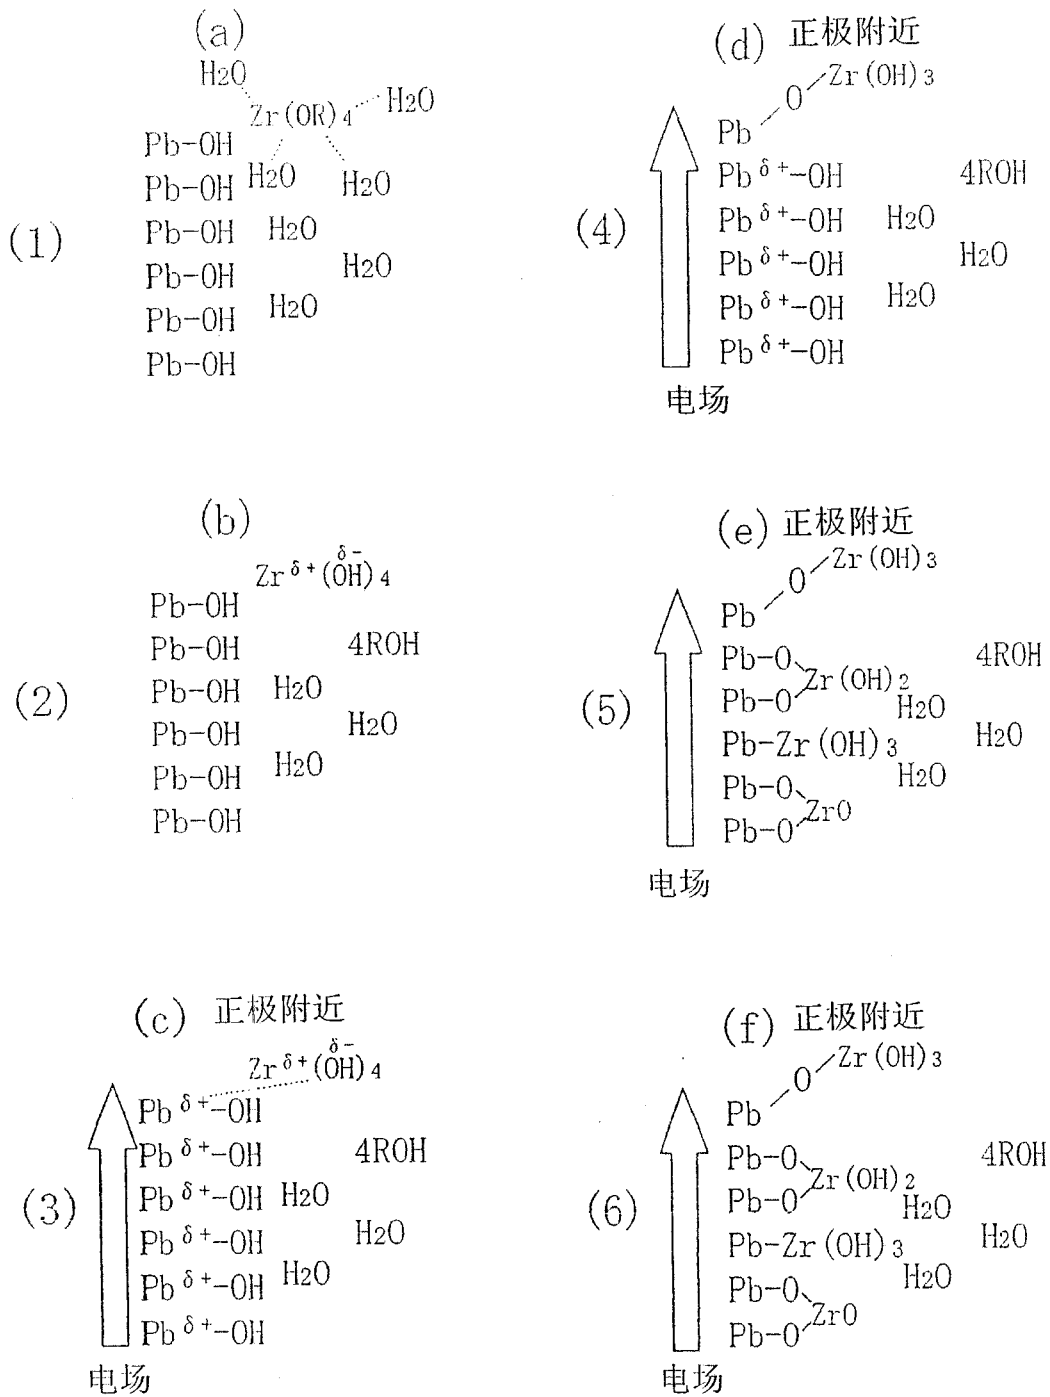 (a)
H2O
Zr(OR)4
H2O
Pb-OH
H2O
H2O
Pb-OH
(1)
Pb-OH
H2O
Pb-OH
H2O
Pb-OH
H2O
Pb-OH
(b)
Zr δ+(OH)4
δ-
Pb-OH
Pb-OH
4ROH
(2)
Pb-OH
H2O
Pb-OH
H2O
Pb-OH
H2O
Pb-OH
(c) 正极附近
Zr δ+(OH)4
δ-
Pb δ+-OH
Pb δ+-OH
4ROH
(3)
Pb δ+-OH
H2O
Pb δ+-OH
H2O
Pb δ+-OH
H2O
Pb δ+-OH
电场
(d) 正极附近
Zr(OH)3
O
Pb
Pb δ+-OH
4ROH
(4)
Pb δ+-OH
H2O
Pb δ+-OH
H2O
Pb δ+-OH
H2O
Pb δ+-OH
电场
(e) 正极附近
Zr(OH)3
O
Pb
Pb-O
4ROH
Zr(OH)2
(5)
Pb-O
H2O
Pb-Zr(OH)3
H2O
H2O
Pb-O
ZrO
Pb-O
电场
(f) 正极附近
Zr(OH)3
O
Pb
Pb-O
4ROH
Zr(OH)2
(6)
Pb-O
H2O
Pb-Zr(OH)3
H2O
H2O
Pb-O
ZrO
Pb-O
电场